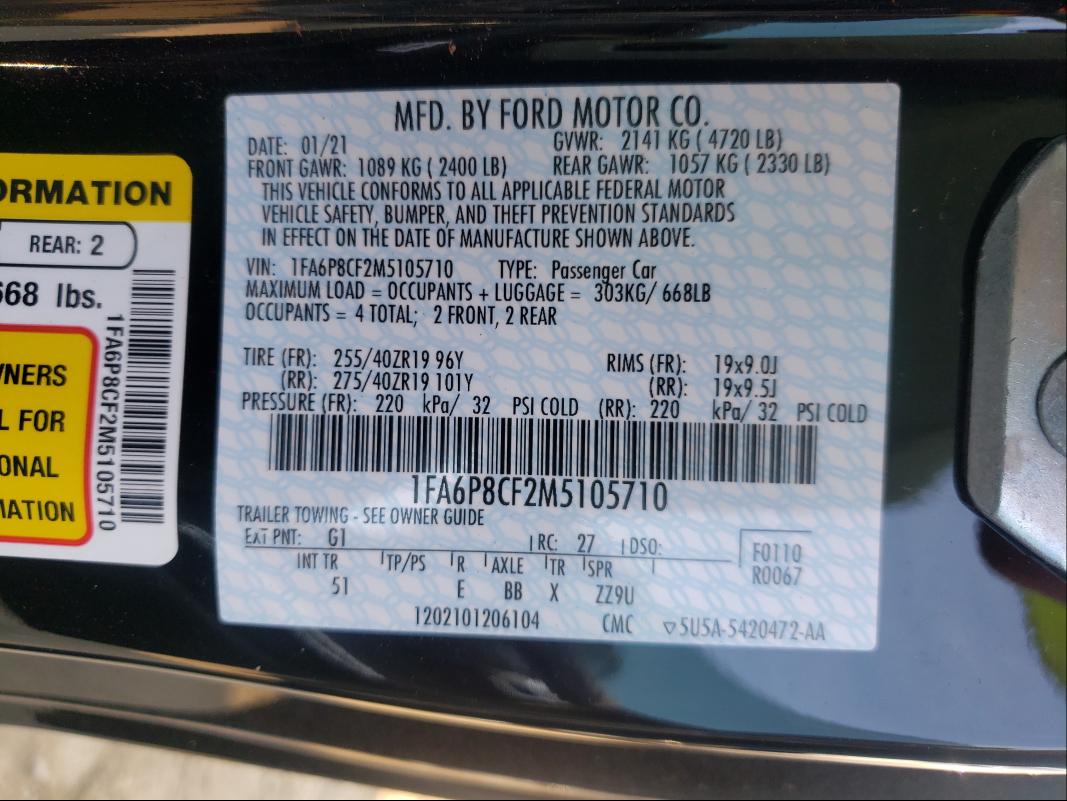 MFD. BY FORD MOTOR CO.
DATE: 01/21 GVWR: 2141 KG ( 4720 LB)
FRONT GAWR: 1089 KG ( 2400 LB) REAR GAWR: 1057 KG ( 2330 LB)
THIS VEHICLE CONFORMS TO ALL APPLICABLE FEDERAL MOTOR
VEHICLE SAFETY, BUMPER, AND THEFT PREVENTION STANDARDS
IN EFFECT ON THE DATE OF MANUFACTURE SHOWN ABOVE.
VIN: 1FA6P8CF2M5105710 TYPE: Passenger Car
MAXIMUM LOAD = OCCUPANTS + LUGGAGE = 303KG/ 668LB
OCCUPANTS = 4 TOTAL; 2 FRONT, 2 REAR
TIRE (FR): 255/40ZR19 96Y RIMS (FR): 19x9.0J
(RR): 275/40ZR19 101Y (RR): 19x9.5J
PRESSURE (FR): 220 kPa/ 32 PSI COLD (RR): 220 kPa/ 32 PSI COLD
1FA6P8CF2M5105710
TRAILER TOWING - SEE OWNER GUIDE
EXT PNT: G1 RC: 27 DSO:
F0110
R0067
INT TR TP/PS R AXLE TR SPR
51 E BB X ZZ9U
1202101206104 CMC ▽5U5A-5420472-AA
ORMATION
REAR: 2
668 lbs.
1FA6P8CF2M5105710
WNERS
L FOR
ONAL
MATION